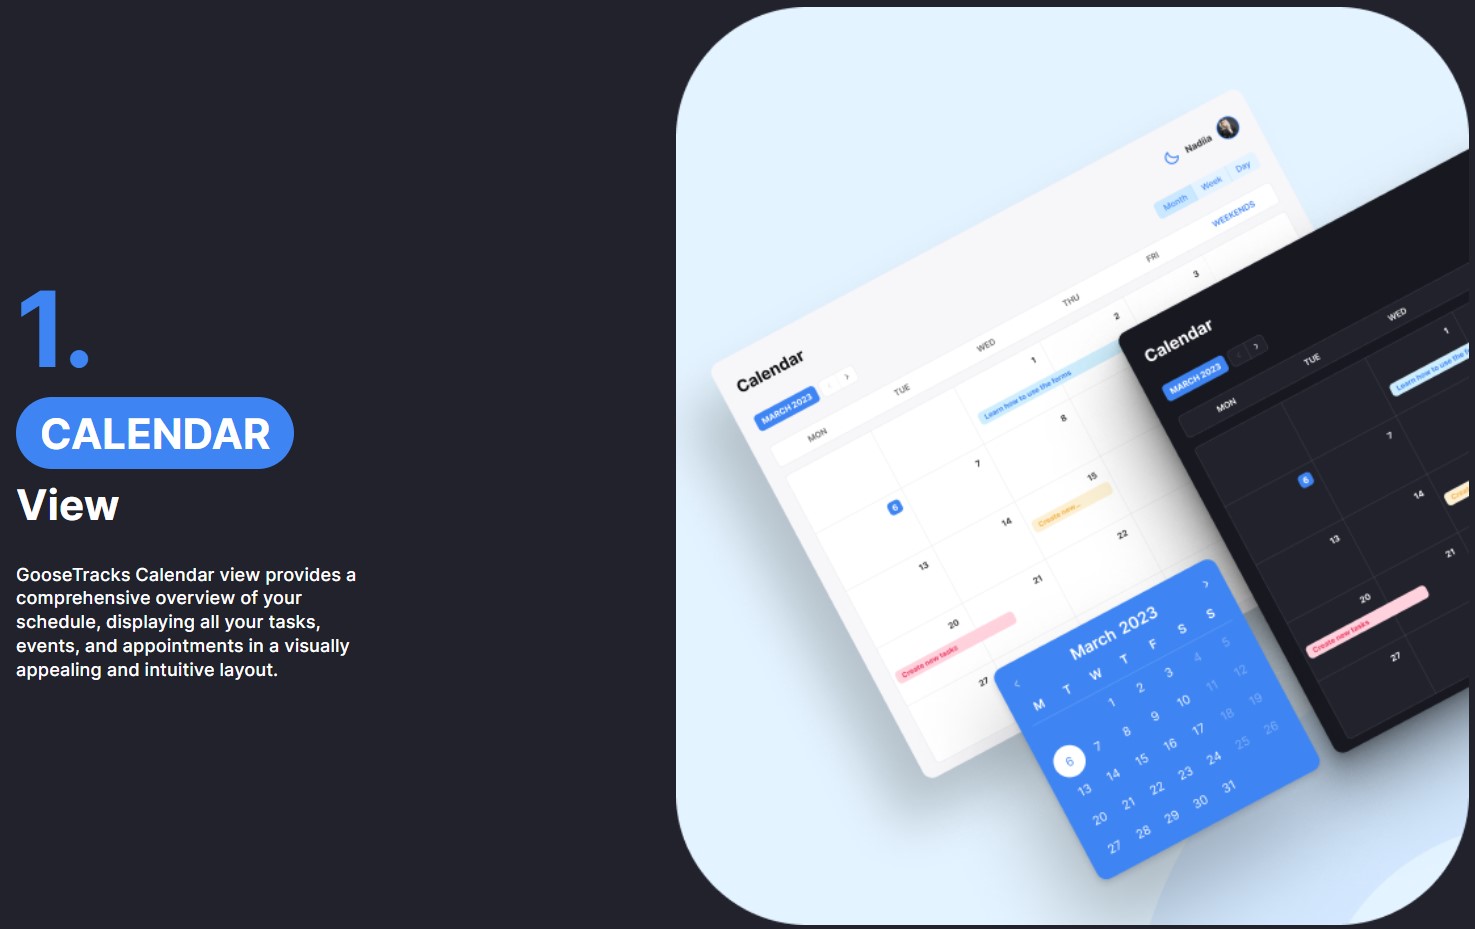 1.
CALENDAR
View
GooseTracks Calendar view provides a
comprehensive overview of your
schedule, displaying all your tasks,
events, and appointments in a visually
appealing and intuitive layout.
Nadiia
Month Week Day
Calendar
MARCH 2023 < >
MON TUE WED THU FRI WEEKENDS
1 2 3
Learn how to use the forms
6 7 8
13 14 15
Create new...
20 21 22
Create new tasks
27
Calendar
MARCH 2023 < >
MON TUE WED
1
Learn how to use the f
6 7
13 14
Crea
20 21
Create new tasks
27
< March 2023 >
M T W T F S S
1 2 3 4 5
6 7 8 9 10 11 12
13 14 15 16 17 18 19
20 21 22 23 24 25 26
27 28 29 30 31